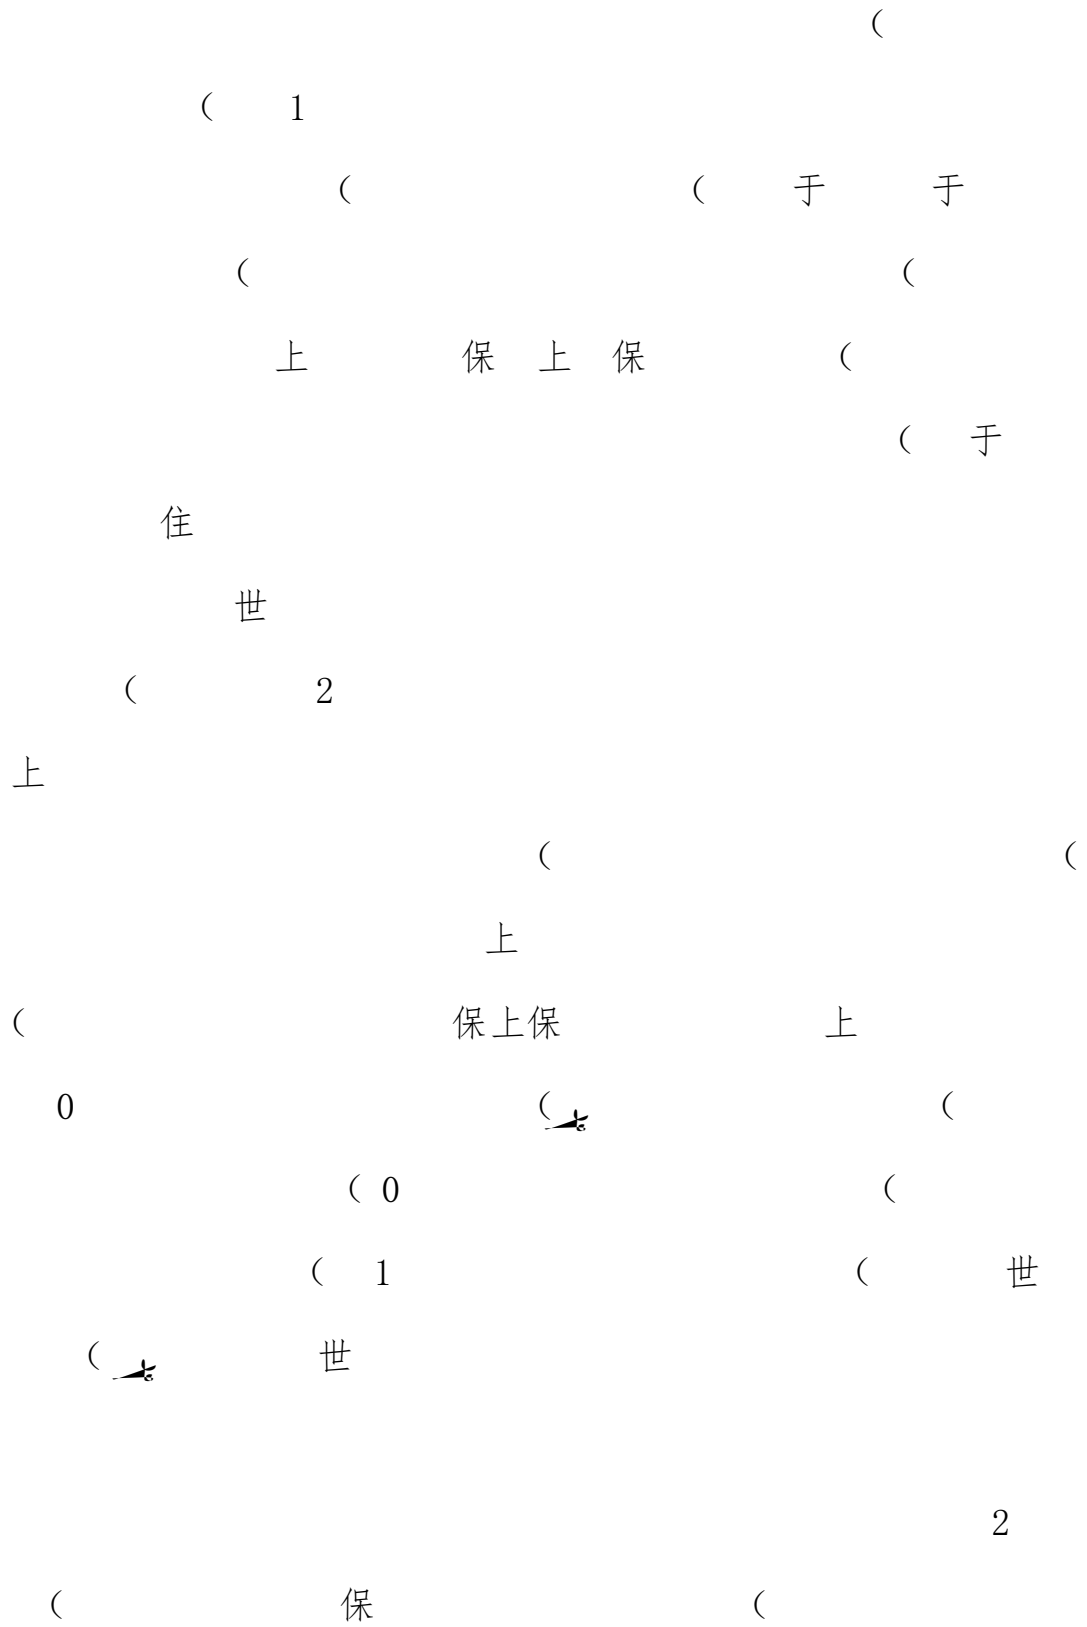 （
（ 1
（ （ 于 于
（ （
上 保 上 保 （
（ 于
住
世
（ 2
上
（ （
上
（ 保上保 上
0 （ （
（ 0 （
（ 1 （ 世
（ 世
2
（ 保 （